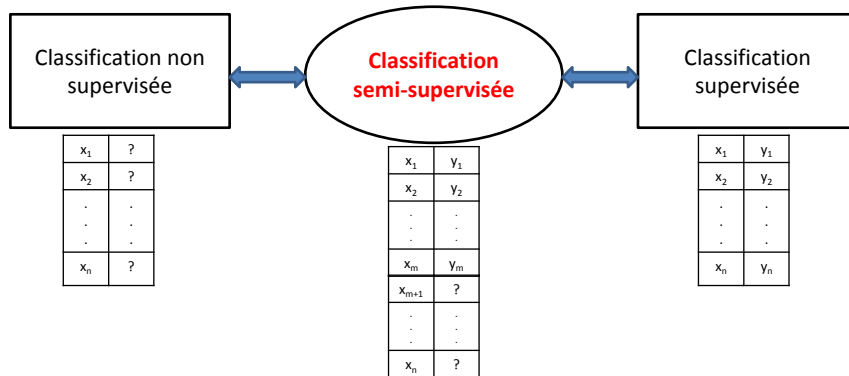 Classification non
supervisée
Classification
semi-supervisée
Classification
supervisée
x₁ ?
x₂ ?
. .
. .
. .
xₙ ?
x₁ y₁
x₂ y₂
. .
. .
. .
xₘ yₘ
xₘ₊₁ ?
. .
. .
. .
xₙ ?
x₁ y₁
x₂ y₂
. .
. .
. .
xₙ yₙ